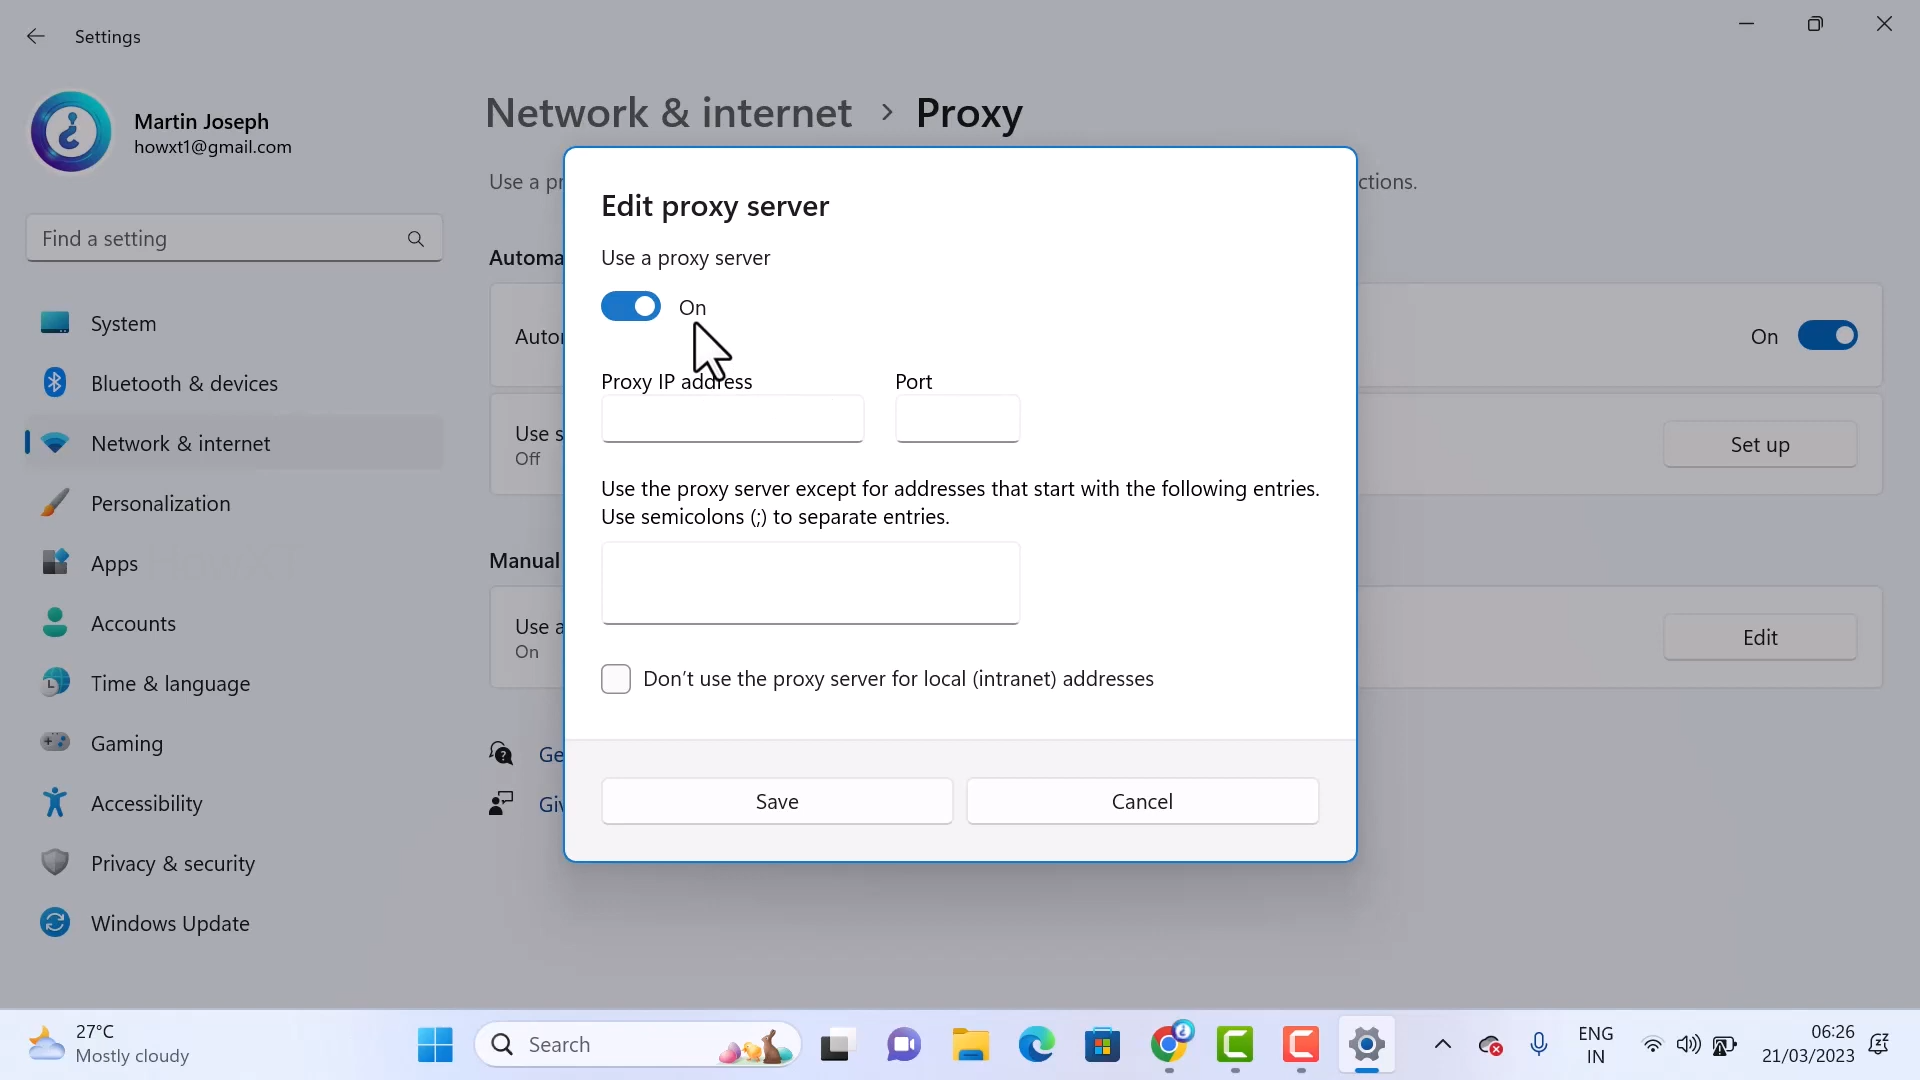 Settings
Martin Joseph
howxt1@gmail.com
Find a setting
System
Bluetooth & devices
Network & internet
Personalization
Apps
Accounts
Time & language
Gaming
Accessibility
Privacy & security
Windows Update
Network & internet > Proxy
Use a pr
ctions.
Automa
Auto
On
Use s
Off
Set up
Manual
Use a
On
Edit
Ge
Giv
Edit proxy server
Use a proxy server
On
Proxy IP address
Port
Use the proxy server except for addresses that start with the following entries.
Use semicolons (;) to separate entries.
Don't use the proxy server for local (intranet) addresses
Save
Cancel
27°C
Mostly cloudy
Search
ENG
IN
06:26
21/03/2023